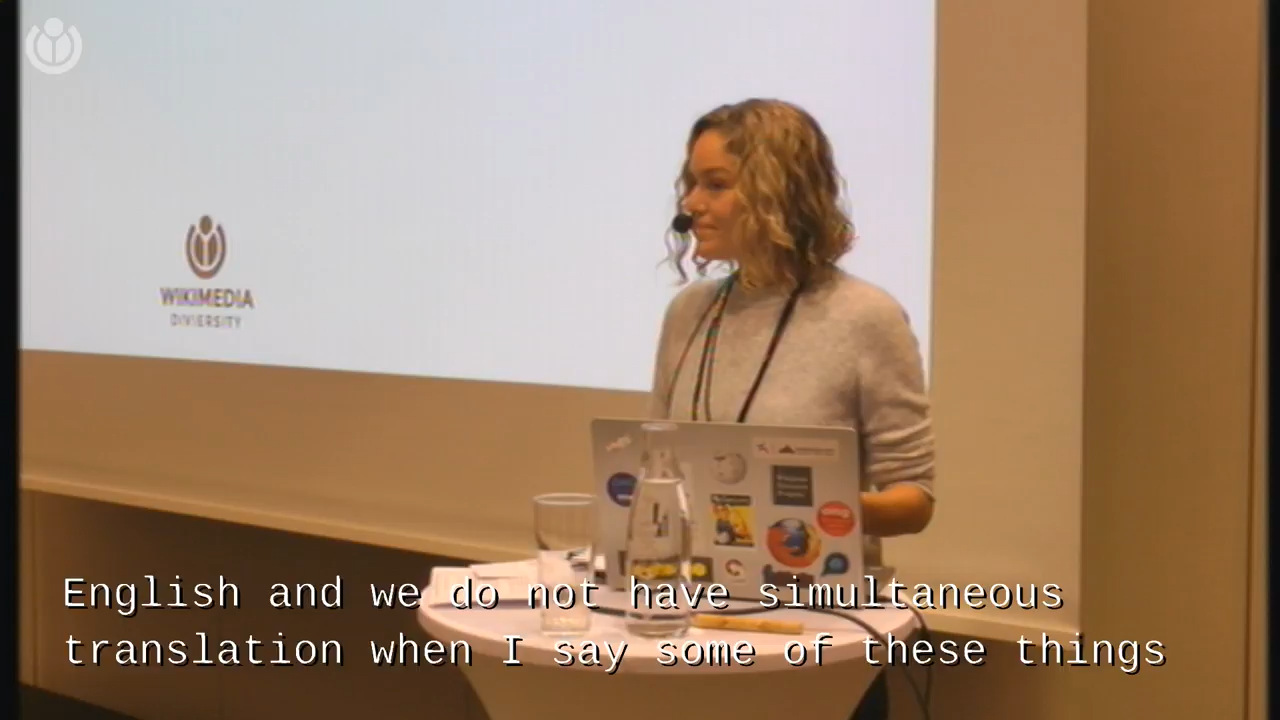 WIKIMEDIA
DIVERSITY
English and we do not have simultaneous
translation when I say some of these things